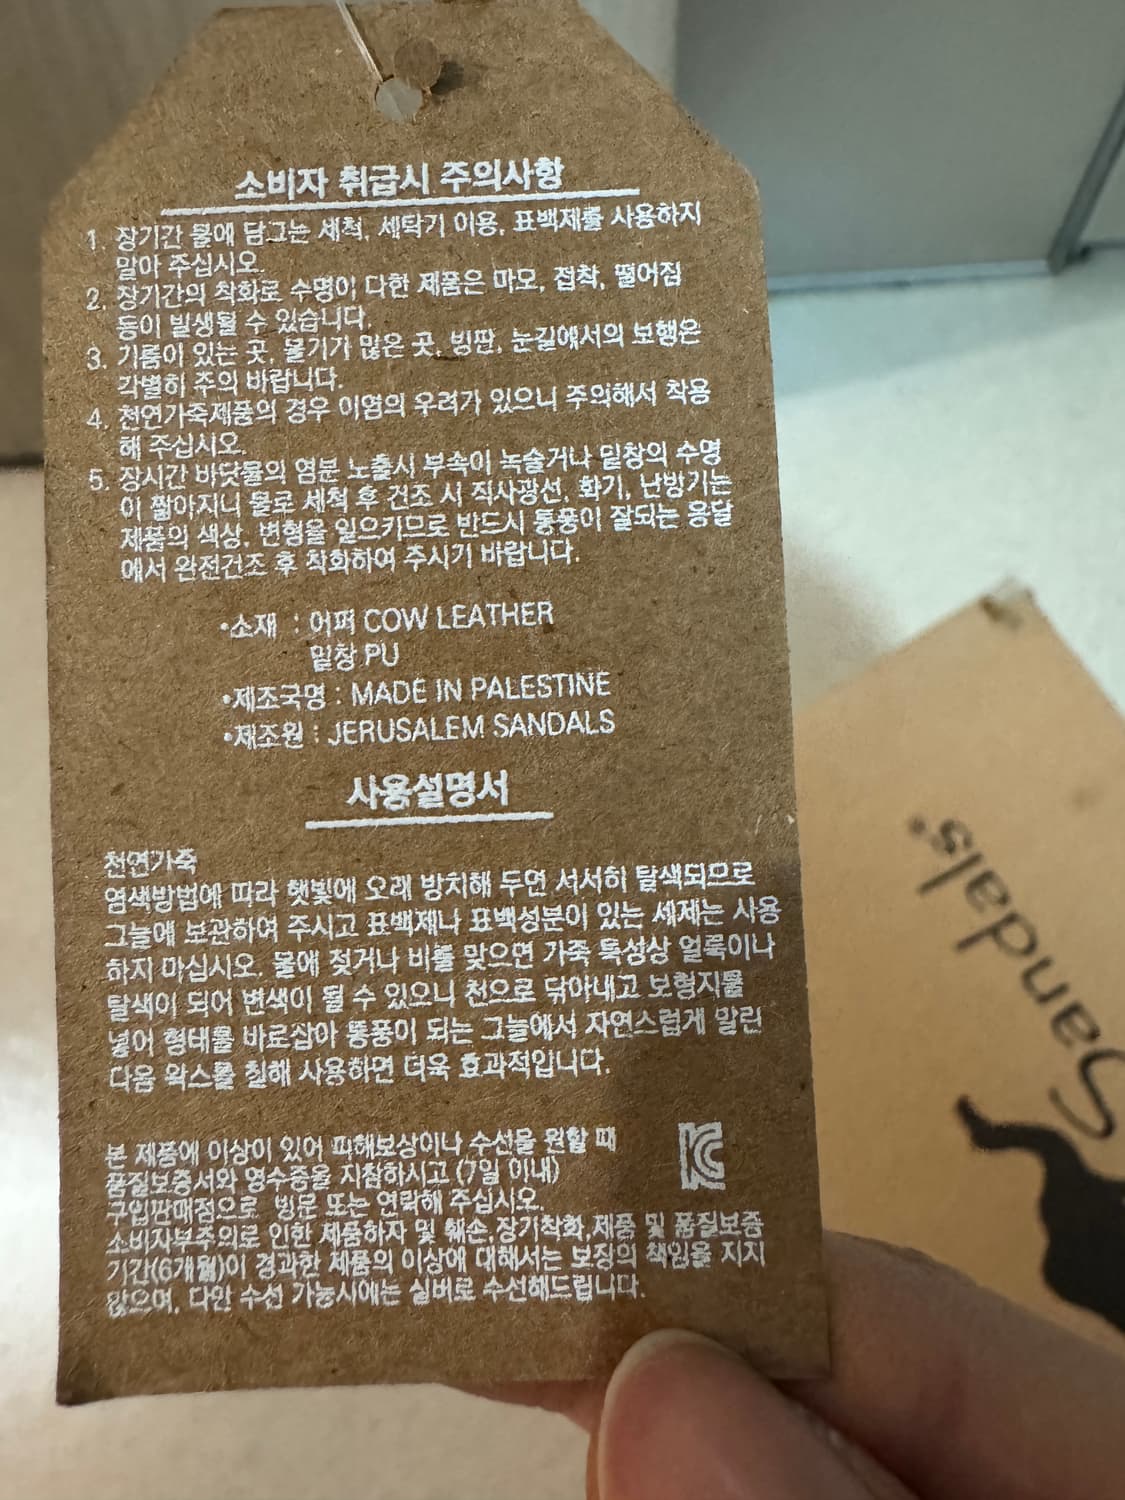 소비자 취급시 주의사항
1. 장기간 물에 담그는 세척, 세탁기 이용, 표백제를 사용하지
말아 주십시오.
2. 장기간의 착화로 수명이 다한 제품은 마모, 접착, 떨어짐
등이 발생될 수 있습니다.
3. 기름이 있는 곳, 물기가 많은 곳, 빙판, 눈길에서의 보행은
각별히 주의 바랍니다.
4. 천연가죽제품의 경우 이염의 우려가 있으니 주의해서 착용
해 주십시오.
5. 장시간 바닷물의 염분 노출시 부속이 녹슬거나 밑창의 수명
이 짧아지니 물로 세척 후 건조 시 직사광선, 화기, 난방기는
제품의 색상, 변형을 일으키므로 반드시 통풍이 잘되는 응달
에서 완전건조 후 착화하여 주시기 바랍니다.
•소재 : 어퍼 COW LEATHER
밑창 PU
•제조국명 : MADE IN PALESTINE
•제조원 : JERUSALEM SANDALS
사용설명서
천연가죽
염색방법에 따라 햇빛에 오래 방치해 두면 서서히 탈색되므로
그늘에 보관하여 주시고 표백제나 표백성분이 있는 세제는 사용
하지 마십시오. 물에 젖거나 비를 맞으면 가죽 특성상 얼룩이나
탈색이 되어 변색이 될 수 있으니 천으로 닦아내고 보형지를
넣어 형태를 바로잡아 통풍이 되는 그늘에서 자연스럽게 말린
다음 왁스를 칠해 사용하면 더욱 효과적입니다.
본 제품에 이상이 있어 피해보상이나 수선을 원할 때
품질보증서와 영수증을 지참하시고 (7일 이내)
구입판매점으로 방문 또는 연락해 주십시오.
소비자부주의로 인한 제품하자 및 훼손,장기착화,제품 및 품질보증
기간(6개월)이 경과한 제품의 이상에 대해서는 보장의 책임을 지지
않으며, 다만 수선 가능시에는 실버로 수선해드립니다.
Sandals®